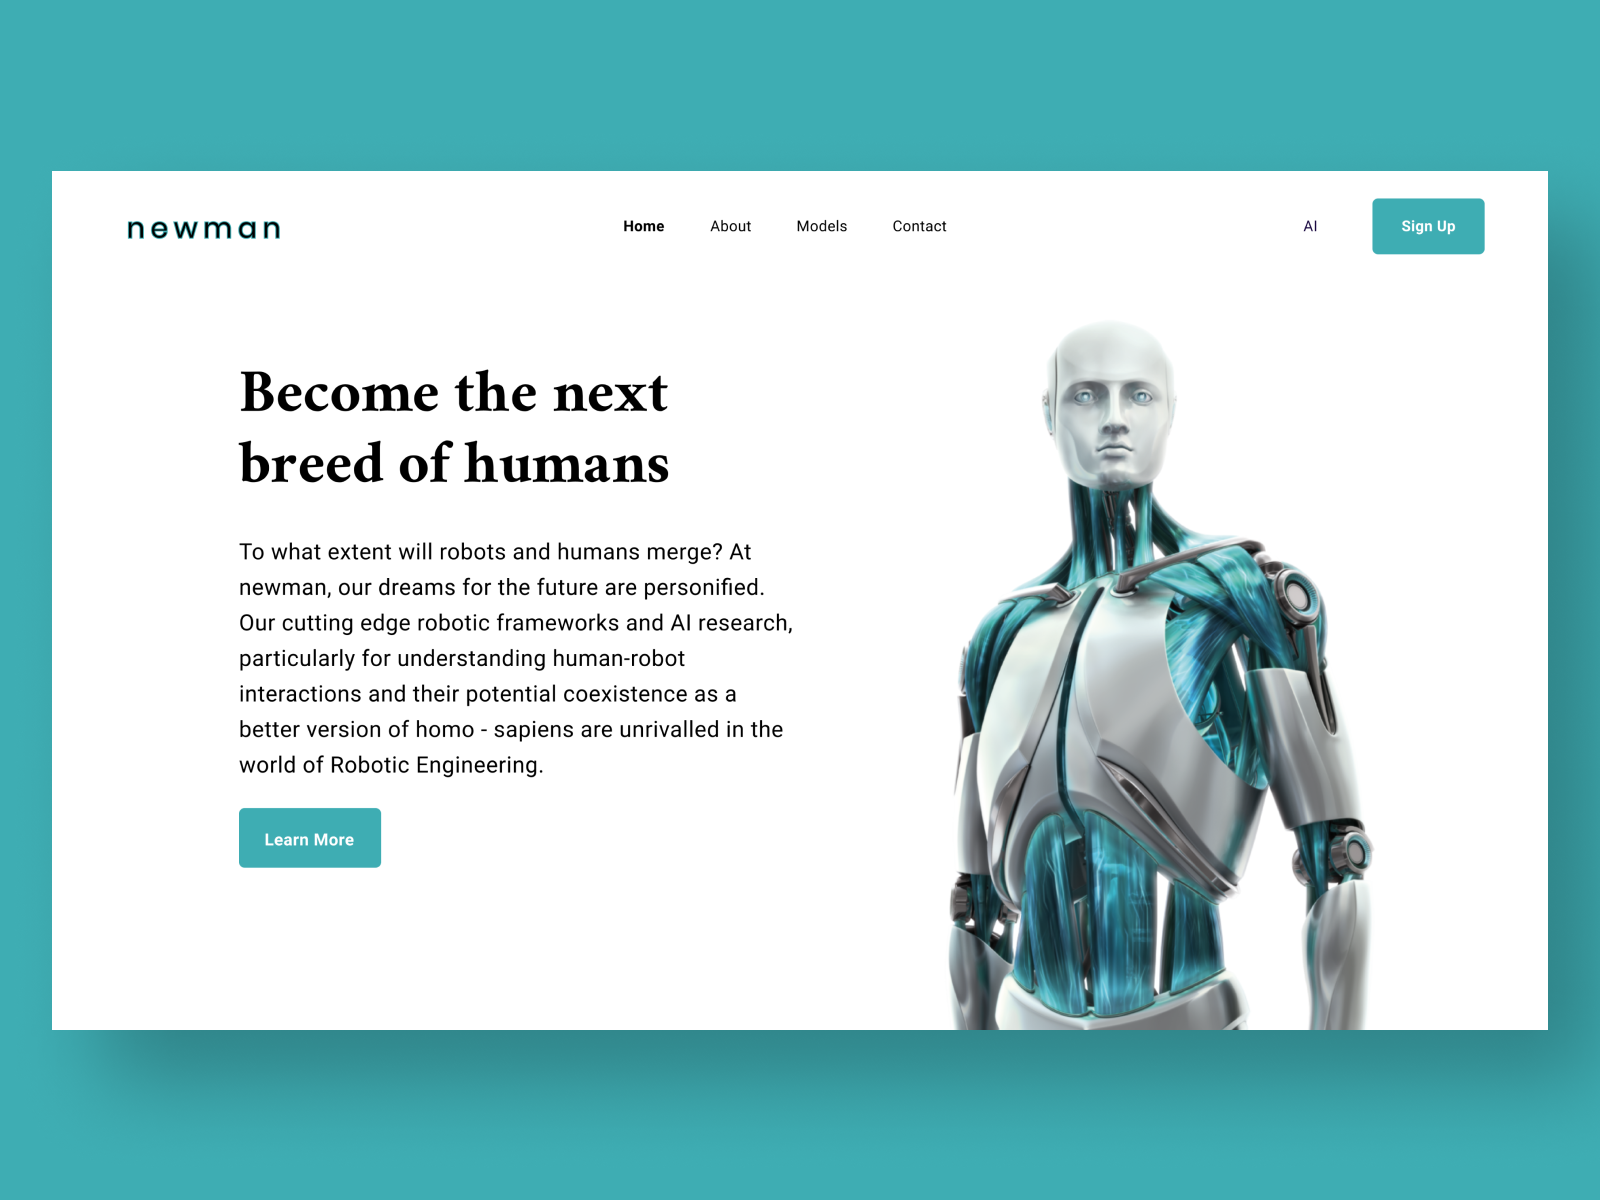 newman
Home
About
Models
Contact
AI
Sign Up
Become the next
breed of humans
To what extent will robots and humans merge? At
newman, our dreams for the future are personified.
Our cutting edge robotic frameworks and AI research,
particularly for understanding human-robot
interactions and their potential coexistence as a
better version of homo - sapiens are unrivalled in the
world of Robotic Engineering.
Learn More